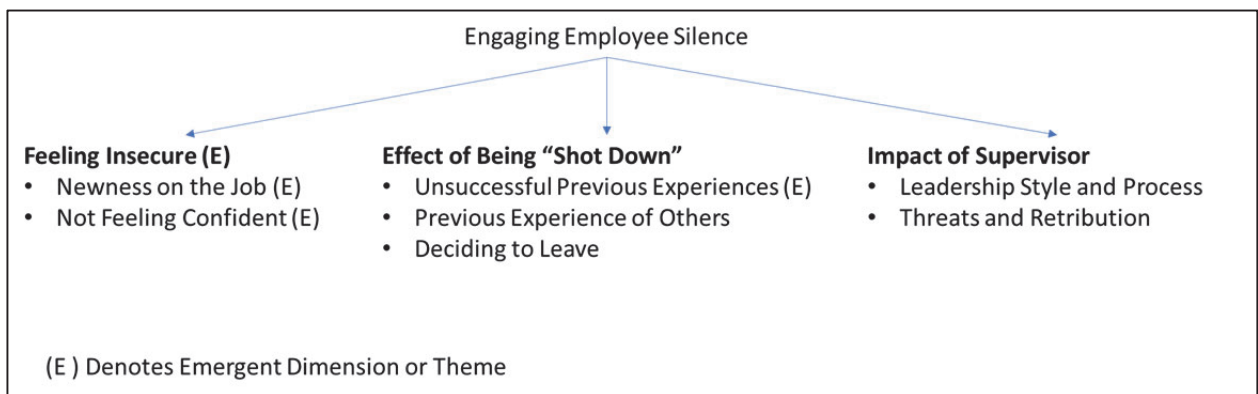 Engaging Employee Silence
Feeling Insecure (E)
• Newness on the Job (E)
• Not Feeling Confident (E)
Effect of Being “Shot Down”
• Unsuccessful Previous Experiences (E)
• Previous Experience of Others
• Deciding to Leave
Impact of Supervisor
• Leadership Style and Process
• Threats and Retribution
(E ) Denotes Emergent Dimension or Theme